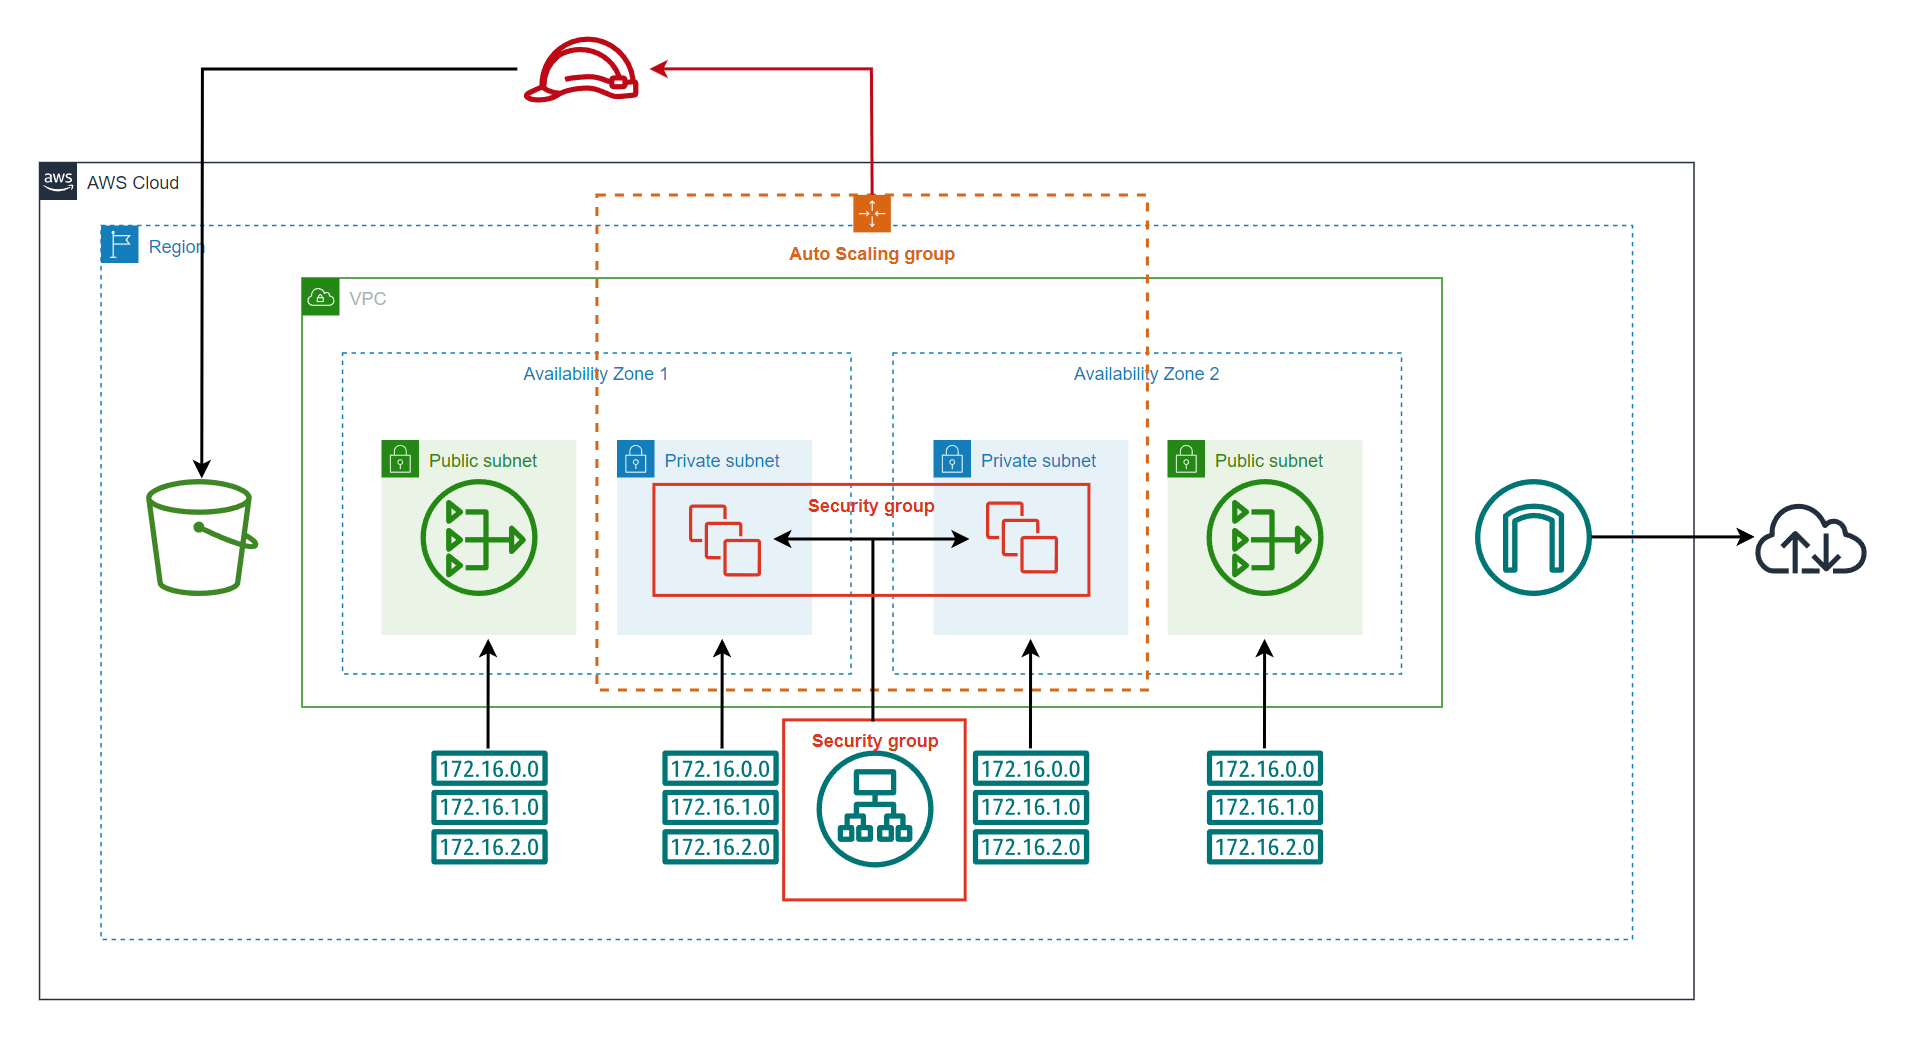 aws
AWS Cloud
Region
Auto Scaling group
VPC
Availability Zone 1
Availability Zone 2
Public subnet
Private subnet
Private subnet
Public subnet
Security group
Security group
172.16.0.0
172.16.1.0
172.16.2.0
172.16.0.0
172.16.1.0
172.16.2.0
172.16.0.0
172.16.1.0
172.16.2.0
172.16.0.0
172.16.1.0
172.16.2.0